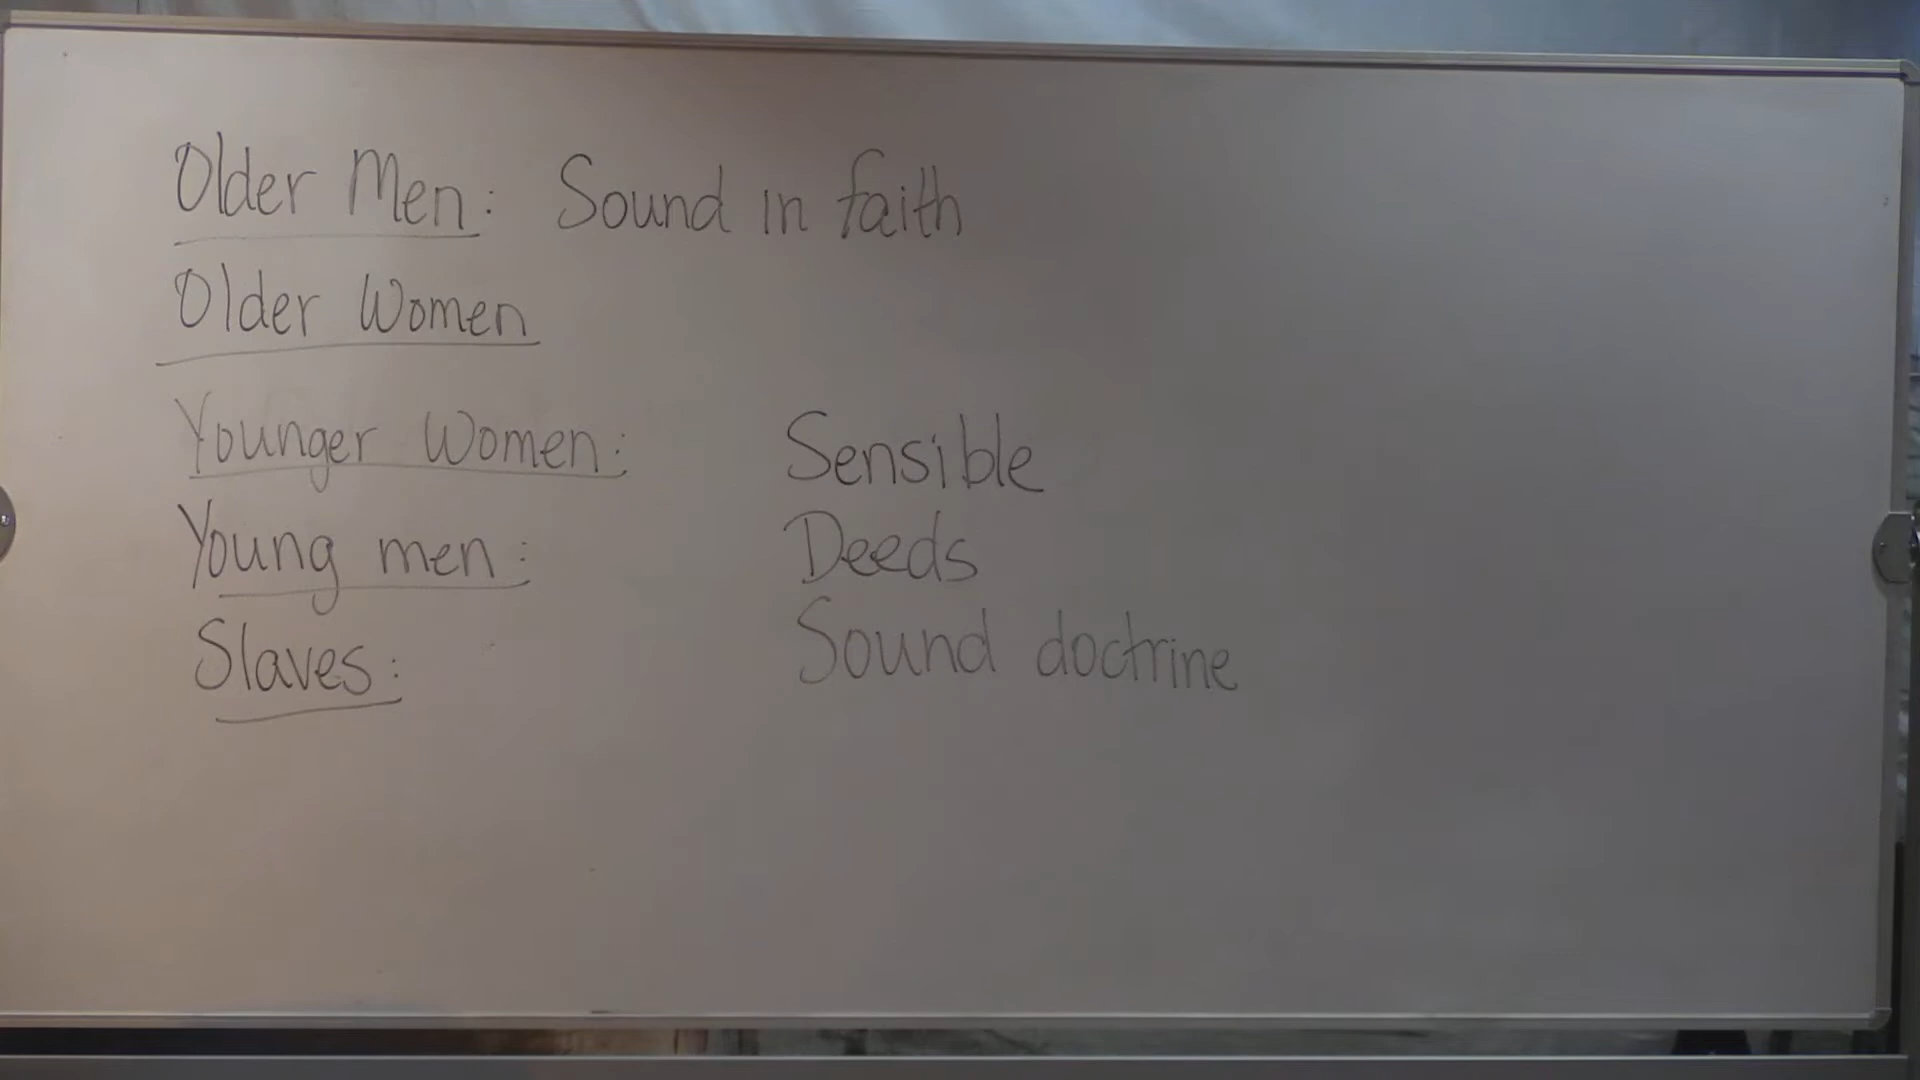 Older Men: Sound in faith
Older Women
Younger Women: Sensible
Young men: Deeds
Slaves: Sound doctrine